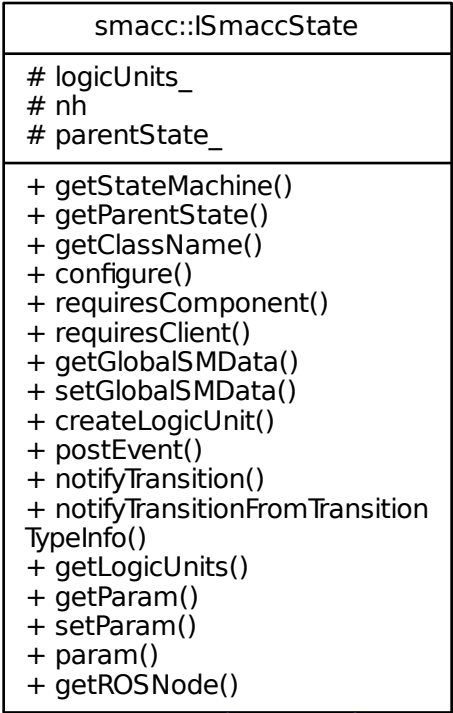 smacc::ISmaccState
# logicUnits_
# nh
# parentState_
+ getStateMachine()
+ getParentState()
+ getClassName()
+ configure()
+ requiresComponent()
+ requiresClient()
+ getGlobalSMData()
+ setGlobalSMData()
+ createLogicUnit()
+ postEvent()
+ notifyTransition()
+ notifyTransitionFromTransition
TypeInfo()
+ getLogicUnits()
+ getParam()
+ setParam()
+ param()
+ getROSNode()